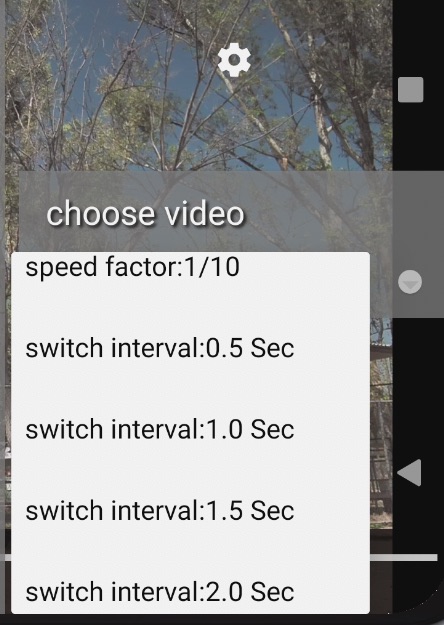 choose video
speed factor:1/10
switch interval:0.5 Sec
switch interval:1.0 Sec
switch interval:1.5 Sec
switch interval:2.0 Sec